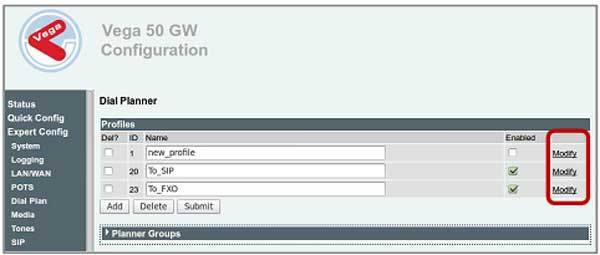 Vega
Vega 50 GW
Configuration
Status
Quick Config
Expert Config
System
Logging
LAN/WAN
POTS
Dial Plan
Media
Tones
SIP
Dial Planner
Profiles
Del? ID Name Enabled
1 new_profile Modify
20 To_SIP Modify
23 To_FXO Modify
Add Delete Submit
Planner Groups